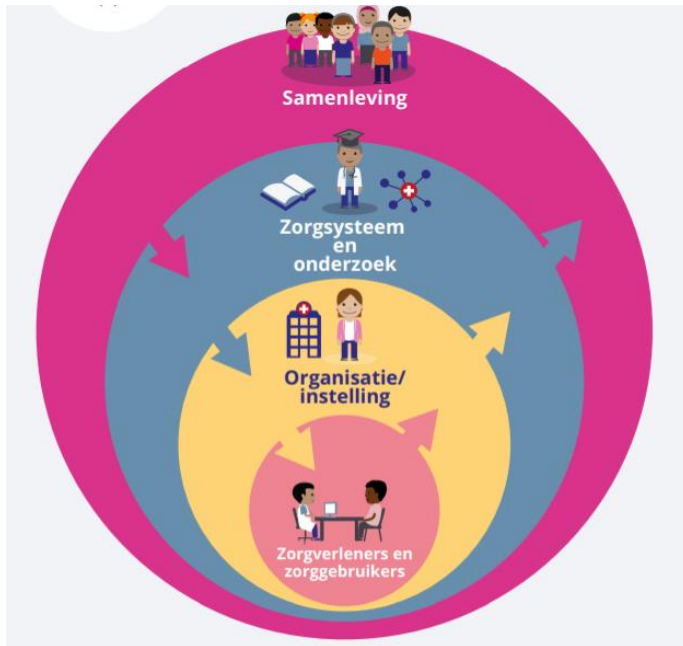 Samenleving
Zorgsysteem
en
onderzoek
Organisatie/
instelling
Zorgverleners en
zorggebruikers